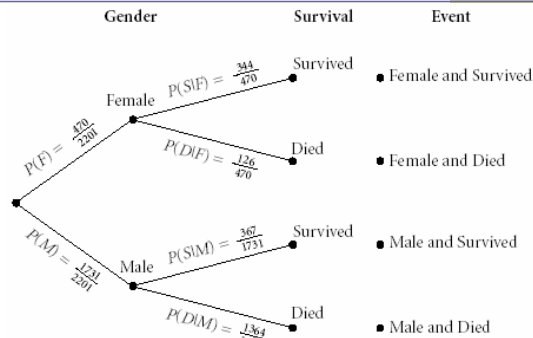 Gender Survival Event
Survived
P(S|F) = 344/470
Female and Survived
Female
P(F) = 470/2201
P(D|F) = 126/470
Died
Female and Died
Survived
P(S|M) = 367/1731
Male and Survived
P(M) = 1731/2201
Male
P(D|M) = 1364
Died
Male and Died